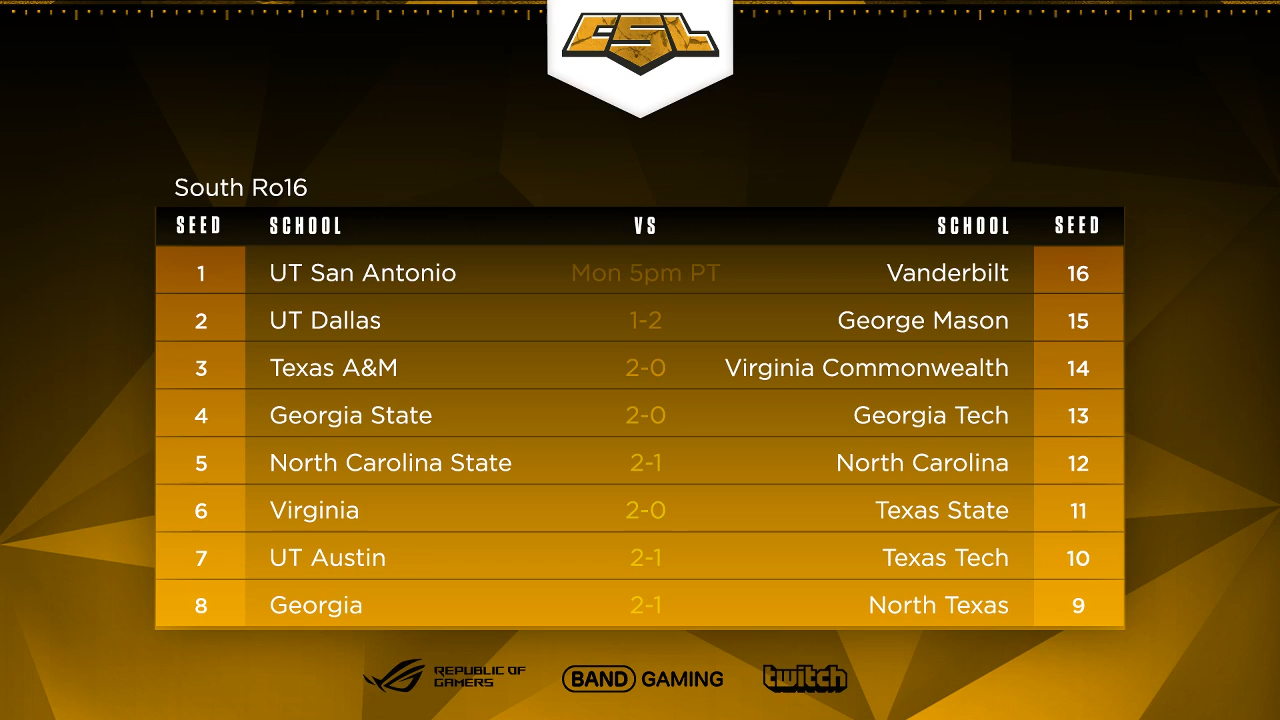 CSL
South Ro16
SEED SCHOOL VS SCHOOL SEED
1 UT San Antonio Mon 5pm PT Vanderbilt 16
2 UT Dallas 1-2 George Mason 15
3 Texas A&M 2-0 Virginia Commonwealth 14
4 Georgia State 2-0 Georgia Tech 13
5 North Carolina State 2-1 North Carolina 12
6 Virginia 2-0 Texas State 11
7 UT Austin 2-1 Texas Tech 10
8 Georgia 2-1 North Texas 9
REPUBLIC OF
GAMERS
BAND GAMING
twitch